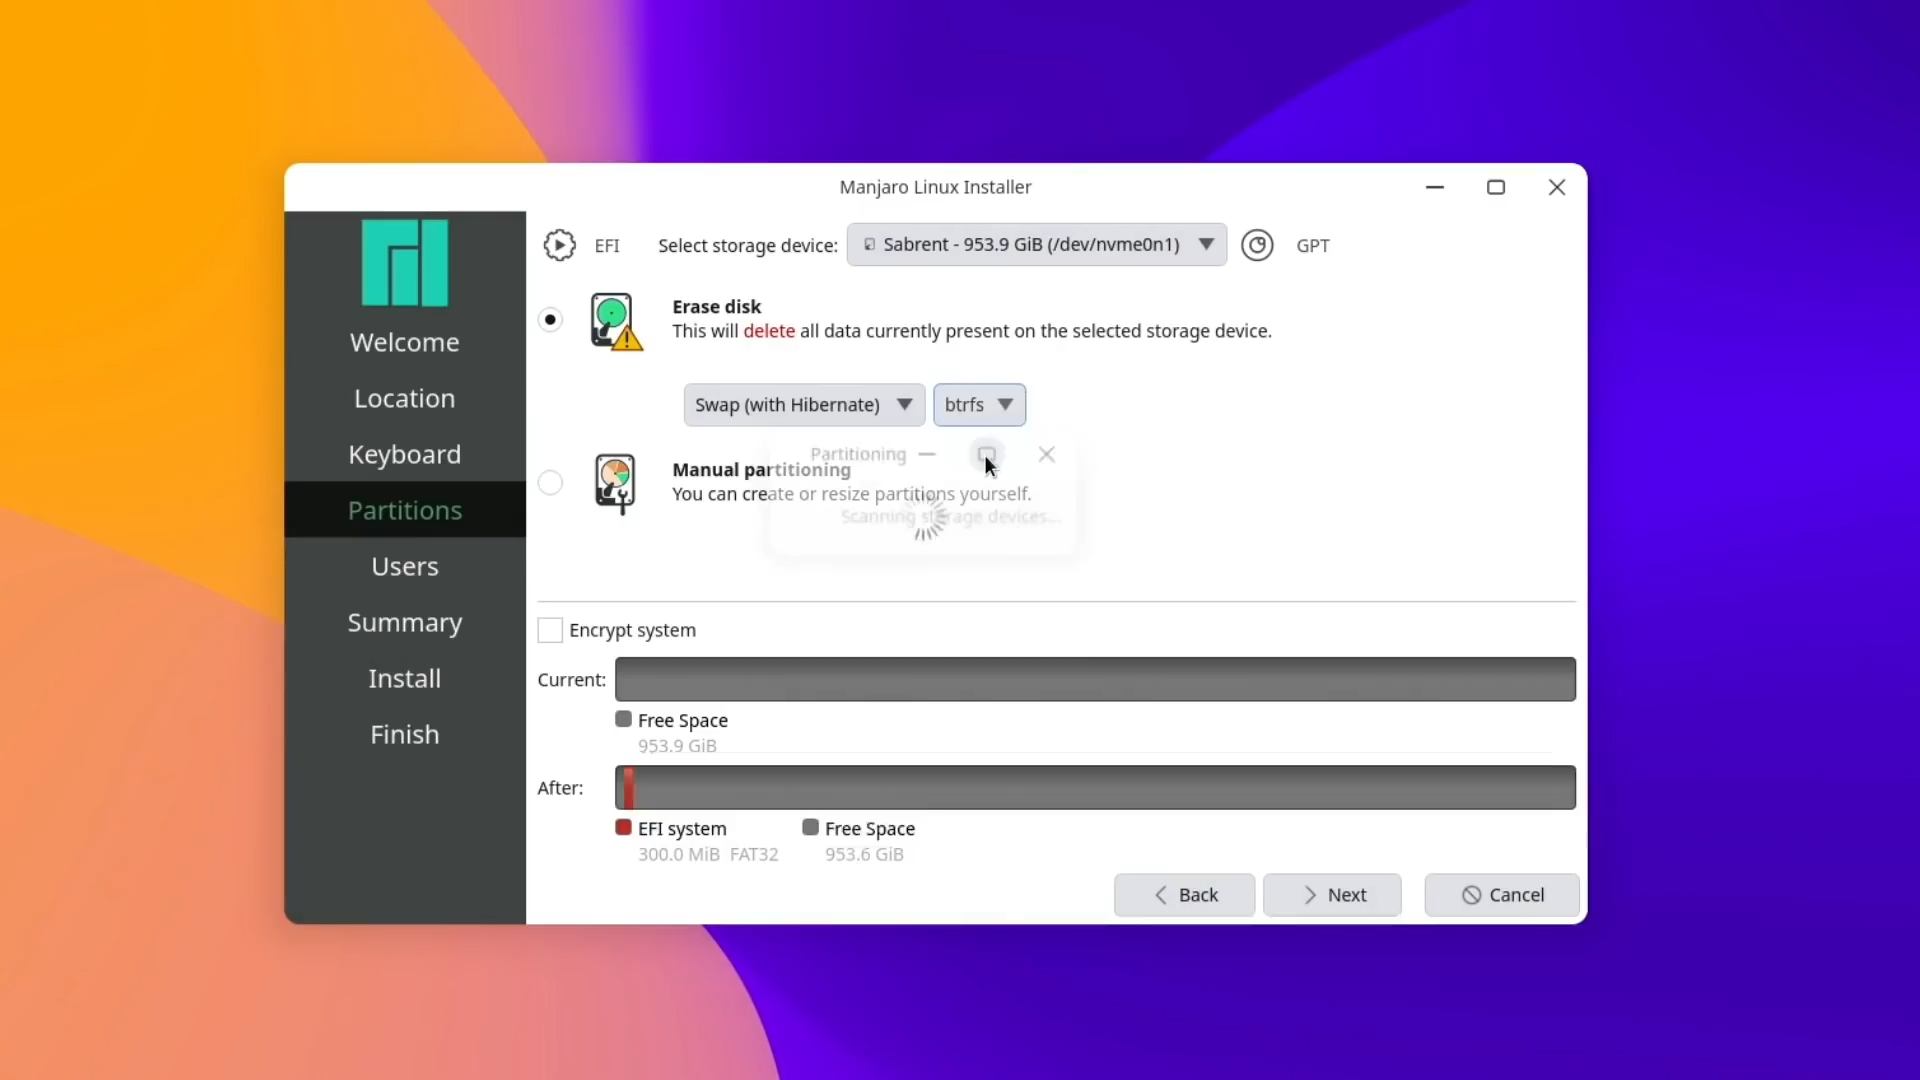 Manjaro Linux Installer
EFI
Select storage device:
Sabrent - 953.9 GiB (/dev/nvme0n1)
GPT
Welcome
Location
Keyboard
Partitions
Users
Summary
Install
Finish
Erase disk
This will delete all data currently present on the selected storage device.
Swap (with Hibernate)
btrfs
Partitioning
Manual partitioning
You can create or resize partitions yourself.
Scanning storage devices...
Encrypt system
Current:
Free Space
953.9 GiB
After:
EFI system
300.0 MiB FAT32
Free Space
953.6 GiB
Back
Next
Cancel